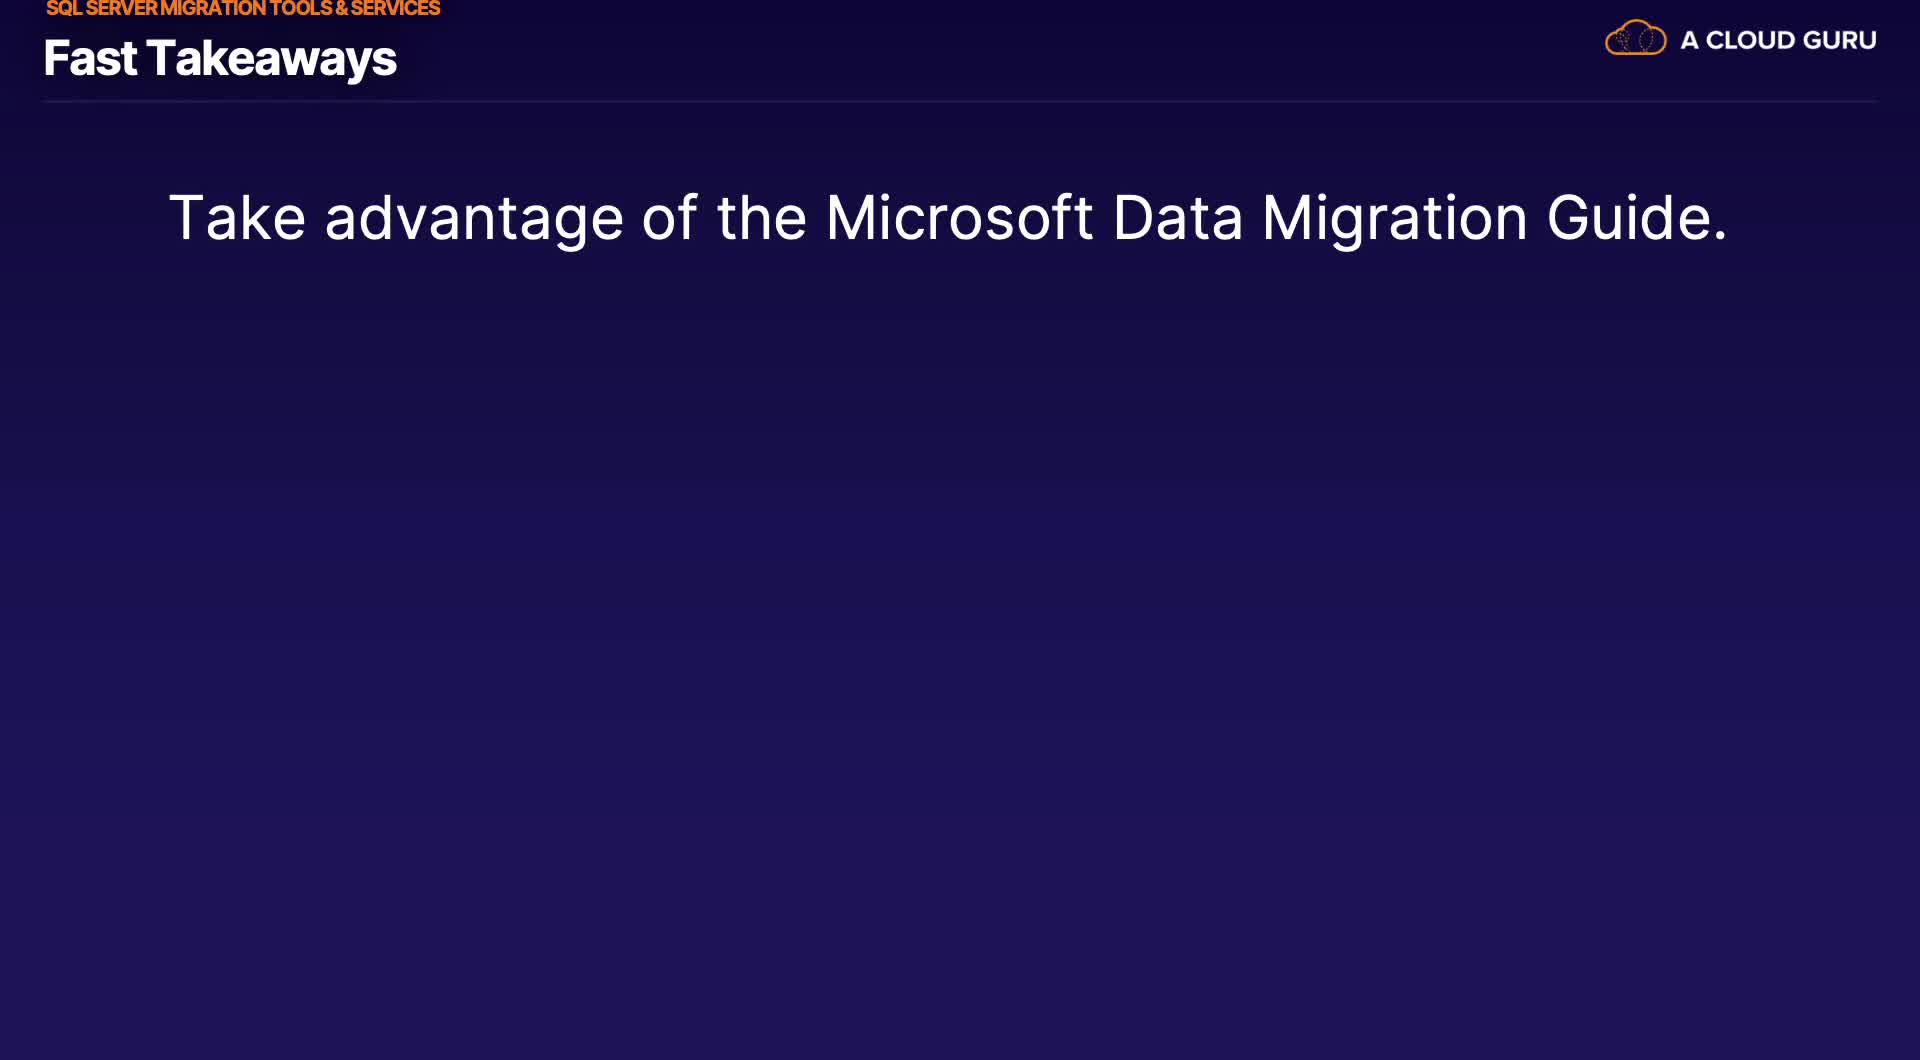 SQL SERVER MIGRATION TOOLS & SERVICES
Fast Takeaways
A CLOUD GURU
Take advantage of the Microsoft Data Migration Guide.